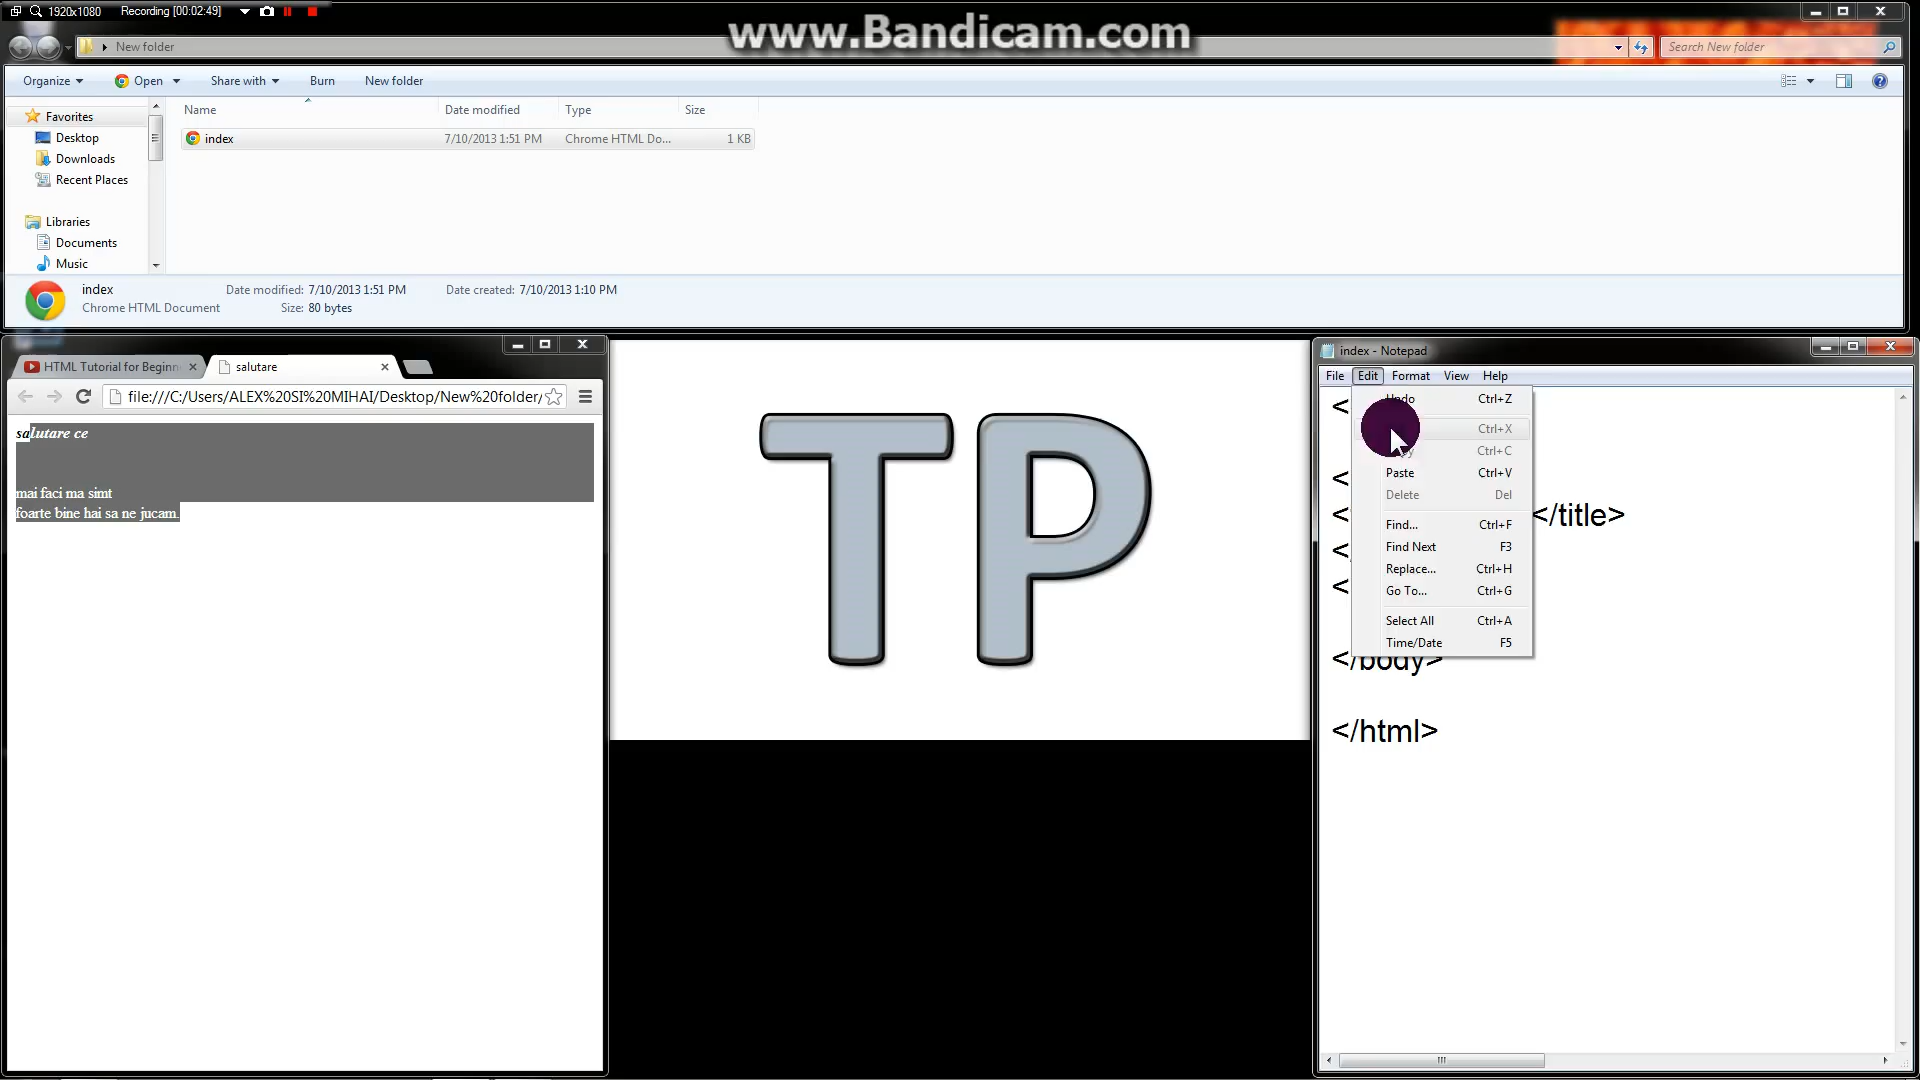 1920x1080 Recording [00:02:49]
www.Bandicam.com
New folder
Search New folder
Organize Open Share with Burn New folder
Name Date modified Type Size
Favorites
index 7/10/2013 1:51 PM Chrome HTML Do... 1 KB
Desktop
Downloads
Recent Places
Libraries
Documents
Music
index Date modified: 7/10/2013 1:51 PM Date created: 7/10/2013 1:10 PM
Chrome HTML Document Size: 80 bytes
HTML Tutorial for Beginn
salutare
file:///C:/Users/ALEX%20SI%20MIHAI/Desktop/New%20folder/
salutare ce
mai faci ma simt
foarte bine hai sa ne jucam.
TP
index - Notepad
File Edit Format View Help
Undo Ctrl+Z
Ctrl+X
Ctrl+C
Paste Ctrl+V
Delete Del
Find... Ctrl+F
Find Next F3
Replace... Ctrl+H
Go To... Ctrl+G
Select All Ctrl+A
Time/Date F5
<
<
< </title>
<
<
</body>
</html>